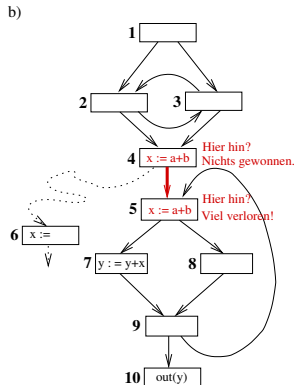 b)
1
2
3
4 x := a+b Hier hin?
Nichts gewonnen.
5 x := a+b Hier hin?
Viel verloren!
6 x :=
7 y : = y+x
8
9
10 out(y)